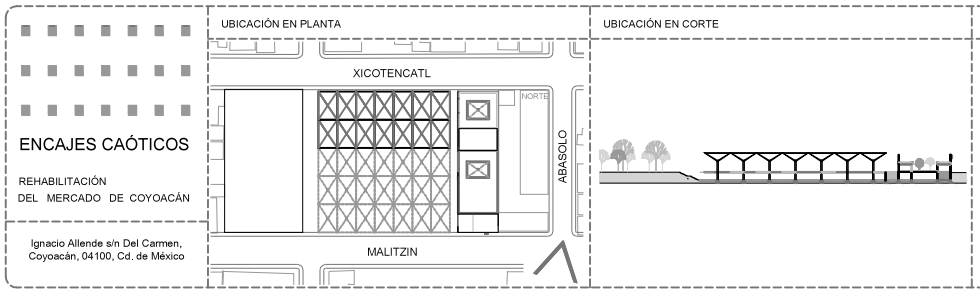 ENCAJES CAÓTICOS
REHABILITACIÓN
DEL MERCADO DE COYOACÁN
Ignacio Allende s/n Del Carmen,
Coyoacán, 04100, Cd. de México
UBICACIÓN EN PLANTA
XICOTENCATL
NORTE
ABASOLO
MALITZIN
UBICACIÓN EN CORTE